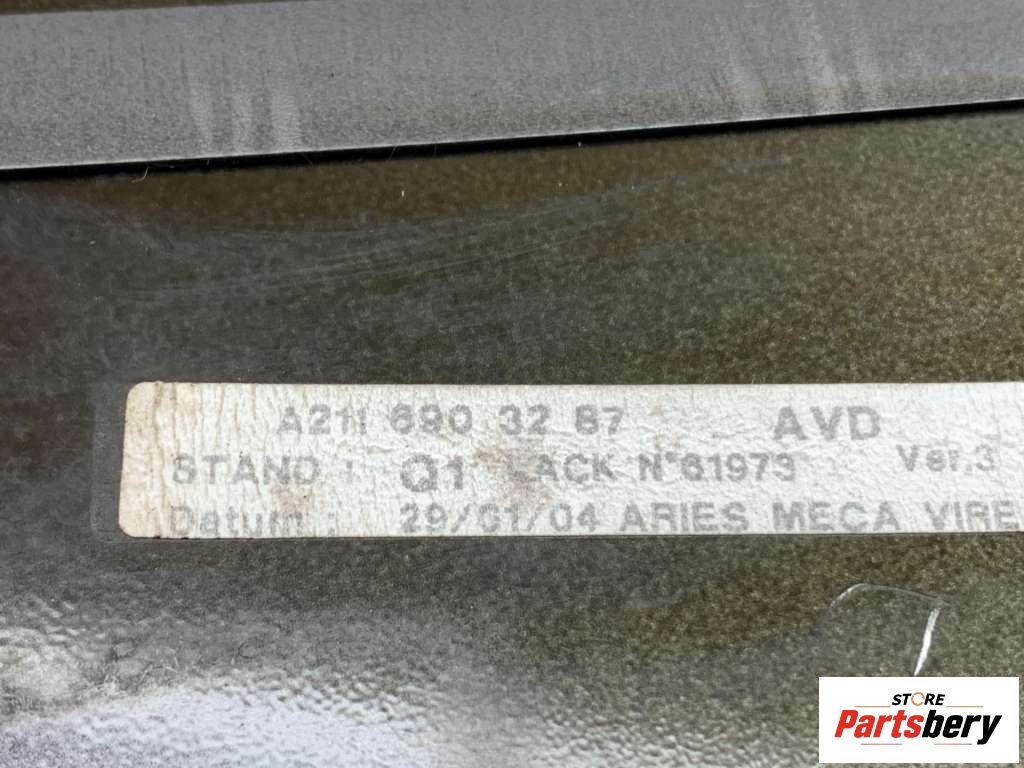 A211 690 32 87 AVD
STAND : Q1 LACK N°61973 Ver.3
Datum : 29/01/04 ARIES MECA VIRE
STORE
Partsbery